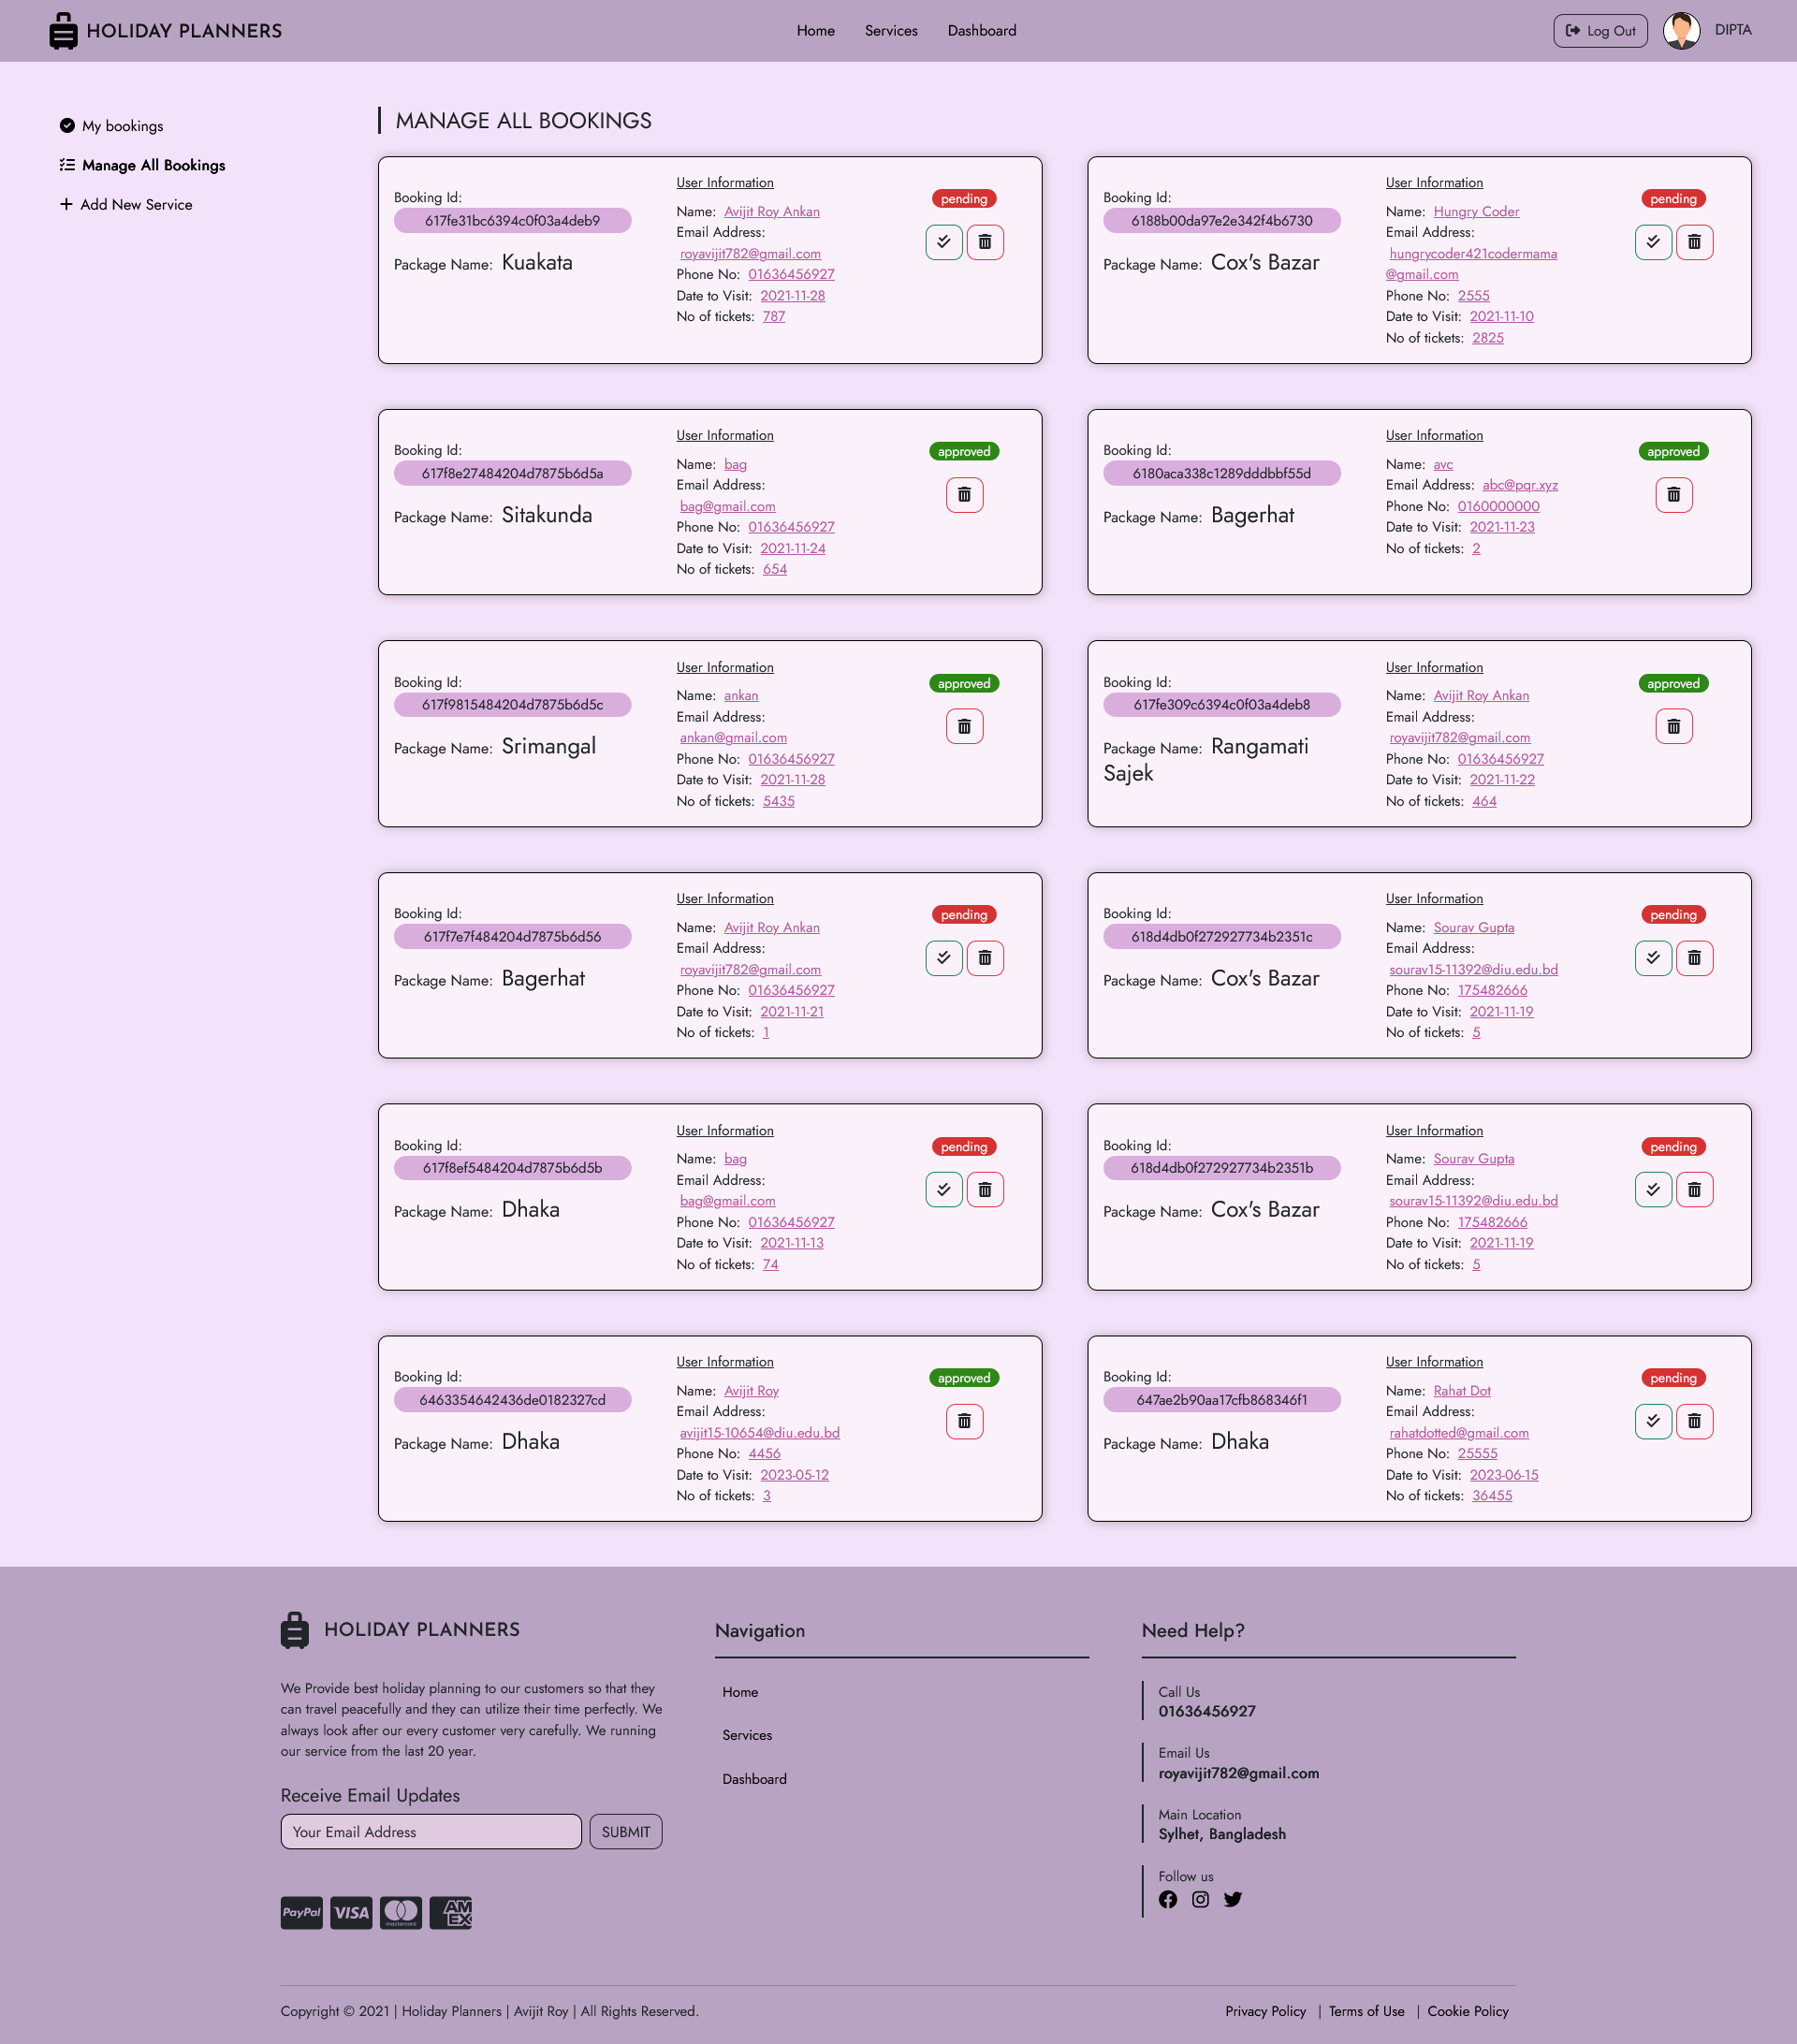 HOLIDAY PLANNERS
Home Services Dashboard
Log Out
DIPTA
My bookings
Manage All Bookings
Add New Service
MANAGE ALL BOOKINGS
Booking Id:
617fe31bc6394c0f03a4deb9
Package Name: Kuakata
User Information
Name: Avijit Roy Ankan
Email Address:
royavijit782@gmail.com
Phone No: 01636456927
Date to Visit: 2021-11-28
No of tickets: 787
pending
Booking Id:
6188b00da97e2e342f4b6730
Package Name: Cox's Bazar
User Information
Name: Hungry Coder
Email Address:
hungrycoder421codermama
@gmail.com
Phone No: 2555
Date to Visit: 2021-11-10
No of tickets: 2825
pending
Booking Id:
617f8e27484204d7875b6d5a
Package Name: Sitakunda
User Information
Name: bag
Email Address:
bag@gmail.com
Phone No: 01636456927
Date to Visit: 2021-11-24
No of tickets: 654
approved
Booking Id:
6180aca338c1289dddbbf55d
Package Name: Bagerhat
User Information
Name: avc
Email Address: abc@pqr.xyz
Phone No: 0160000000
Date to Visit: 2021-11-23
No of tickets: 2
approved
Booking Id:
617f9815484204d7875b6d5c
Package Name: Srimangal
User Information
Name: ankan
Email Address:
ankan@gmail.com
Phone No: 01636456927
Date to Visit: 2021-11-28
No of tickets: 5435
approved
Booking Id:
617fe309c6394c0f03a4deb8
Package Name: Rangamati
Sajek
User Information
Name: Avijit Roy Ankan
Email Address:
royavijit782@gmail.com
Phone No: 01636456927
Date to Visit: 2021-11-22
No of tickets: 464
approved
Booking Id:
617f7e7f484204d7875b6d56
Package Name: Bagerhat
User Information
Name: Avijit Roy Ankan
Email Address:
royavijit782@gmail.com
Phone No: 01636456927
Date to Visit: 2021-11-21
No of tickets: 1
pending
Booking Id:
618d4db0f272927734b2351c
Package Name: Cox's Bazar
User Information
Name: Sourav Gupta
Email Address:
sourav15-11392@diu.edu.bd
Phone No: 175482666
Date to Visit: 2021-11-19
No of tickets: 5
pending
Booking Id:
617f8ef5484204d7875b6d5b
Package Name: Dhaka
User Information
Name: bag
Email Address:
bag@gmail.com
Phone No: 01636456927
Date to Visit: 2021-11-13
No of tickets: 74
pending
Booking Id:
618d4db0f272927734b2351b
Package Name: Cox's Bazar
User Information
Name: Sourav Gupta
Email Address:
sourav15-11392@diu.edu.bd
Phone No: 175482666
Date to Visit: 2021-11-19
No of tickets: 5
pending
Booking Id:
6463354642436de0182327cd
Package Name: Dhaka
User Information
Name: Avijit Roy
Email Address:
avijit15-10654@diu.edu.bd
Phone No: 4456
Date to Visit: 2023-05-12
No of tickets: 3
approved
Booking Id:
647ae2b90aa17cfb868346f1
Package Name: Dhaka
User Information
Name: Rahat Dot
Email Address:
rahatdotted@gmail.com
Phone No: 25555
Date to Visit: 2023-06-15
No of tickets: 36455
pending
HOLIDAY PLANNERS
We Provide best holiday planning to our customers so that they
can travel peacefully and they can utilize their time perfectly. We
always look after our every customer very carefully. We running
our service from the last 20 year.
Receive Email Updates
Your Email Address
SUBMIT
PayPal VISA mastercard AMEX
Navigation
Home
Services
Dashboard
Need Help?
Call Us
01636456927
Email Us
royavijit782@gmail.com
Main Location
Sylhet, Bangladesh
Follow us
Copyright © 2021 | Holiday Planners | Avijit Roy | All Rights Reserved.
Privacy Policy | Terms of Use | Cookie Policy